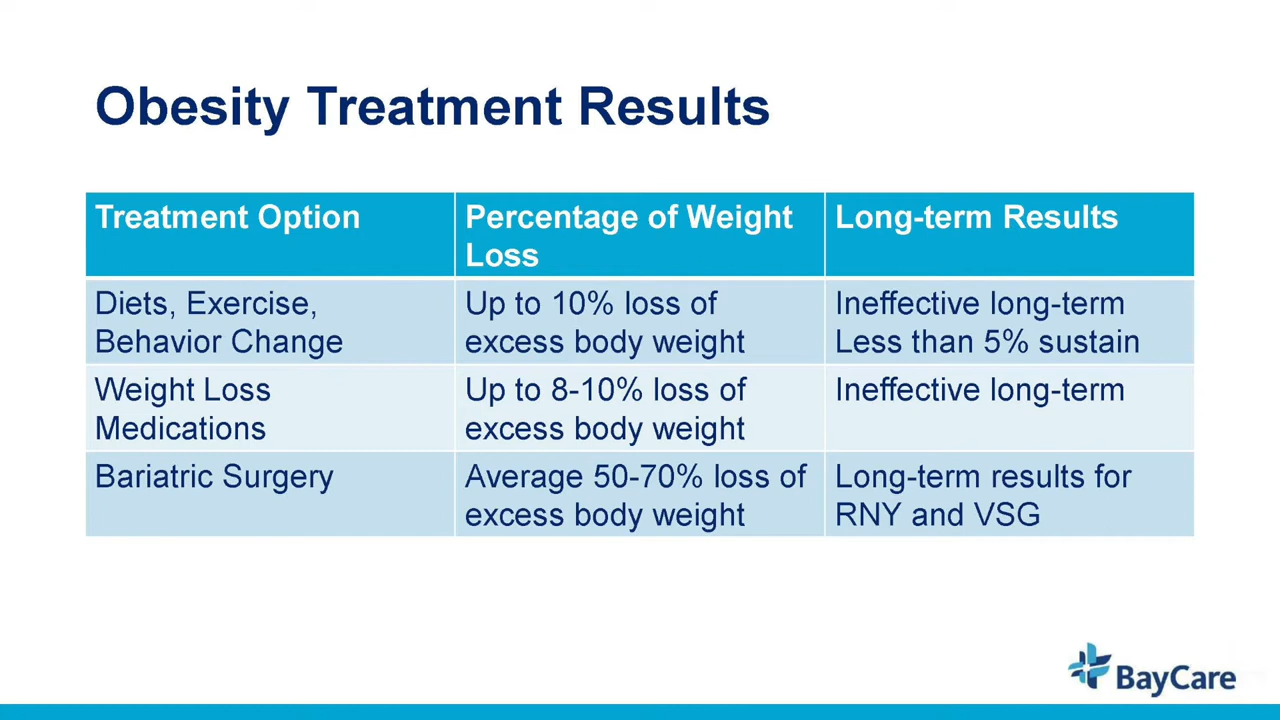 Obesity Treatment Results
Treatment Option
Percentage of Weight
Loss
Long-term Results
Diets, Exercise,
Behavior Change
Up to 10% loss of
excess body weight
Ineffective long-term
Less than 5% sustain
Weight Loss
Medications
Up to 8-10% loss of
excess body weight
Ineffective long-term
Bariatric Surgery
Average 50-70% loss of
excess body weight
Long-term results for
RNY and VSG
BayCare